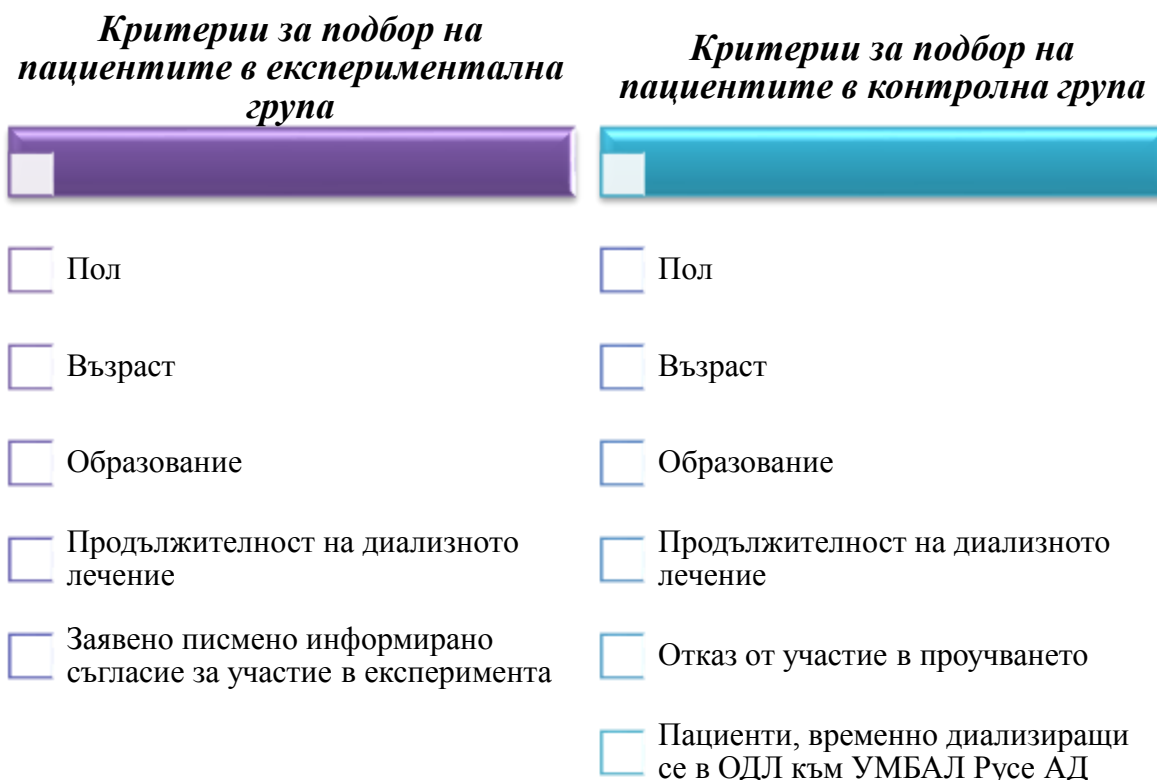 Критерии за подбор на
пациентите в експериментална
група
Пол
Възраст
Образование
Продължителност на диализното
лечение
Заявено писмено информирано
съгласие за участие в експеримента
Критерии за подбор на
пациентите в контролна група
Пол
Възраст
Образование
Продължителност на диализното
лечение
Отказ от участие в проучването
Пациенти, временно диализиращи
се в ОДЛ към УМБАЛ Русе АД